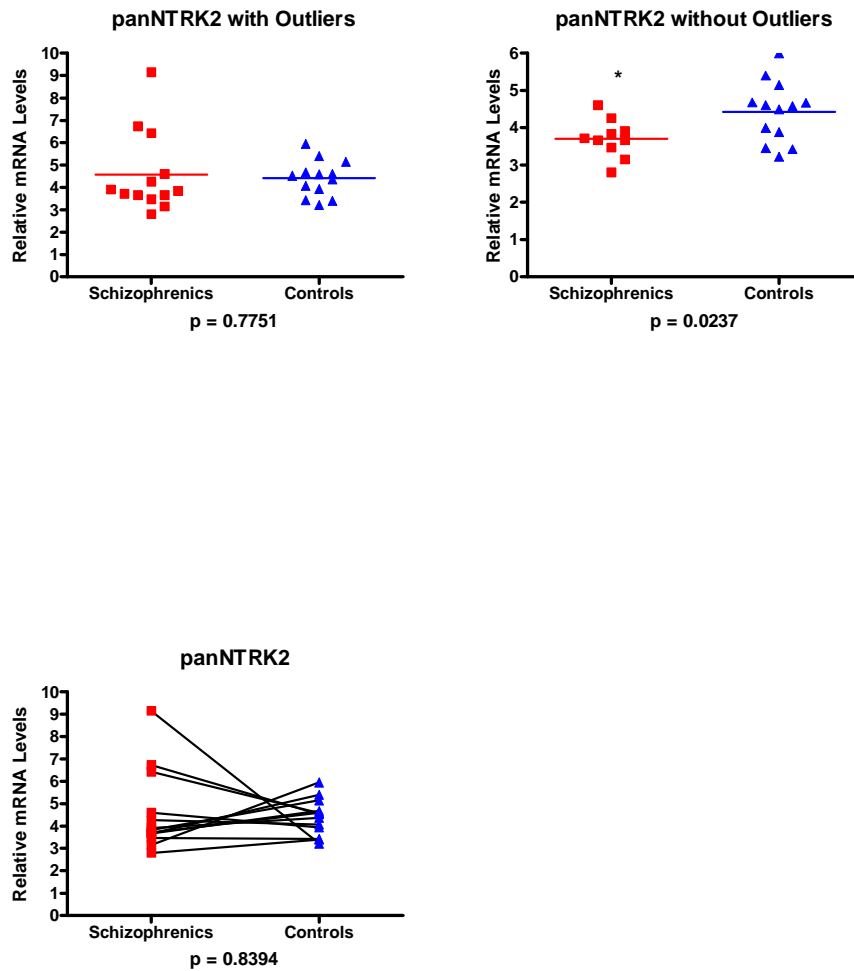 panNTRK2 with Outliers
Relative mRNA Levels
10
9
8
7
6
5
4
3
2
1
0
Schizophrenics Controls
p = 0.7751
panNTRK2 without Outliers
Relative mRNA Levels
6
5
4
3
2
1
0
*
Schizophrenics Controls
p = 0.0237
panNTRK2
Relative mRNA Levels
10
9
8
7
6
5
4
3
2
1
0
Schizophrenics Controls
p = 0.8394